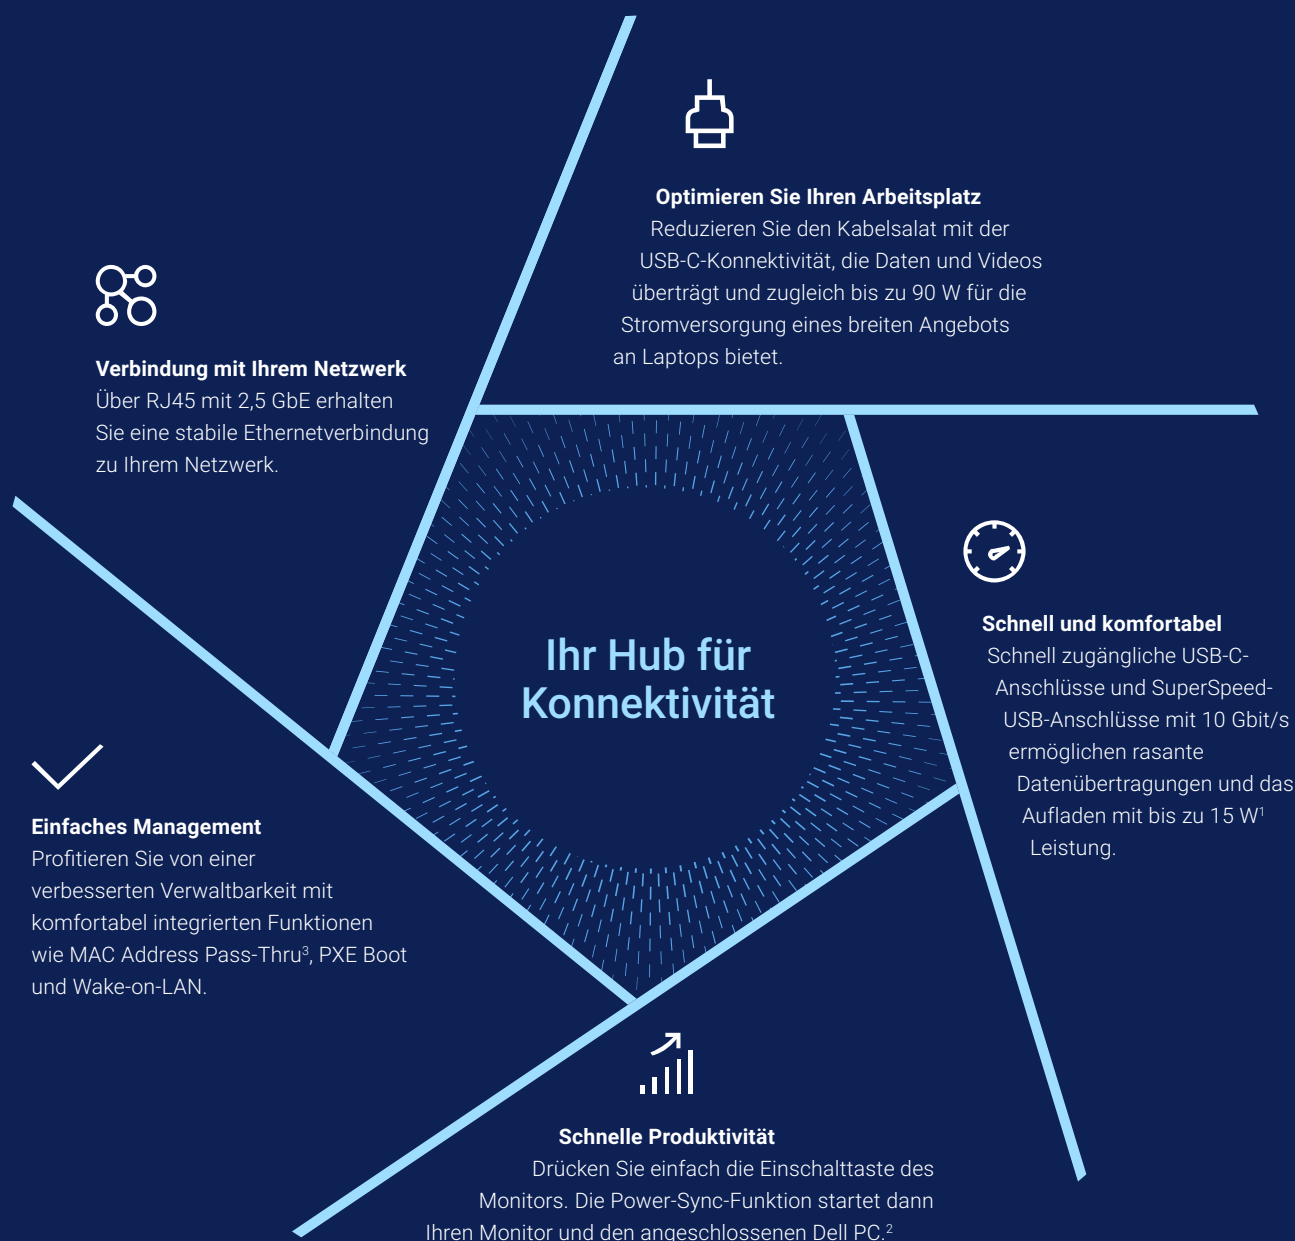 Optimieren Sie Ihren Arbeitsplatz
Reduzieren Sie den Kabelsalat mit der
USB-C-Konnektivität, die Daten und Videos
überträgt und zugleich bis zu 90 W für die
Stromversorgung eines breiten Angebots
an Laptops bietet.
Verbindung mit Ihrem Netzwerk
Über RJ45 mit 2,5 GbE erhalten
Sie eine stabile Ethernetverbindung
zu Ihrem Netzwerk.
Ihr Hub für
Konnektivität
Schnell und komfortabel
Schnell zugängliche USB-C-
Anschlüsse und SuperSpeed-
USB-Anschlüsse mit 10 Gbit/s
ermöglichen rasante
Datenübertragungen und das
Aufladen mit bis zu 15 W¹
Leistung.
Einfaches Management
Profitieren Sie von einer
verbesserten Verwaltbarkeit mit
komfortabel integrierten Funktionen
wie MAC Address Pass-Thru³, PXE Boot
und Wake-on-LAN.
Schnelle Produktivität
Drücken Sie einfach die Einschalttaste des
Monitors. Die Power-Sync-Funktion startet dann
Ihren Monitor und den angeschlossenen Dell PC.²